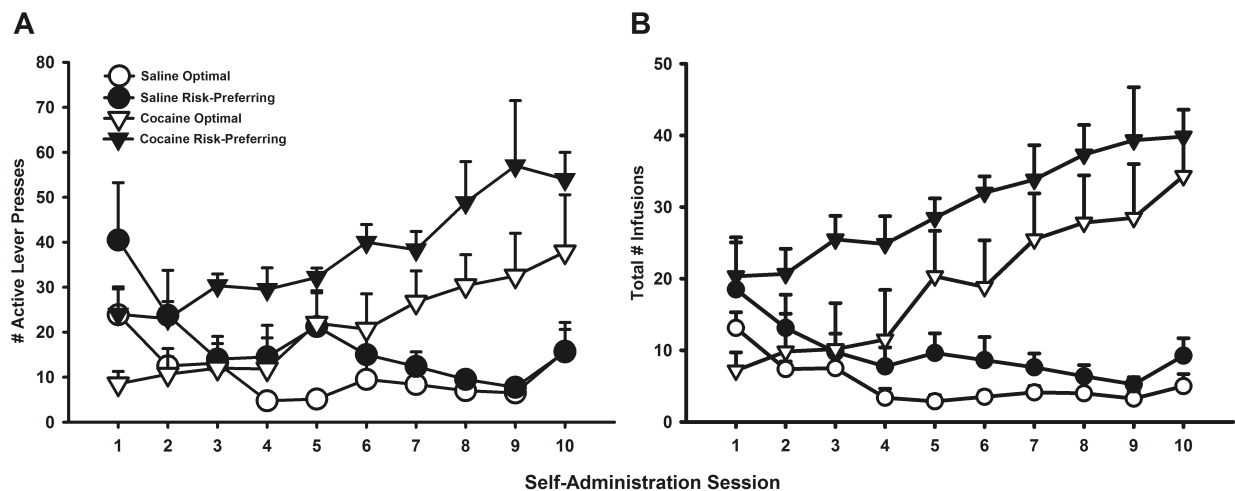 A
B
# Active Lever Presses
80
70
60
50
40
30
20
10
0
Saline Optimal
Saline Risk-Preferring
Cocaine Optimal
Cocaine Risk-Preferring
1 2 3 4 5 6 7 8 9 10
Total # Infusions
50
40
30
20
10
0
1 2 3 4 5 6 7 8 9 10
Self-Administration Session